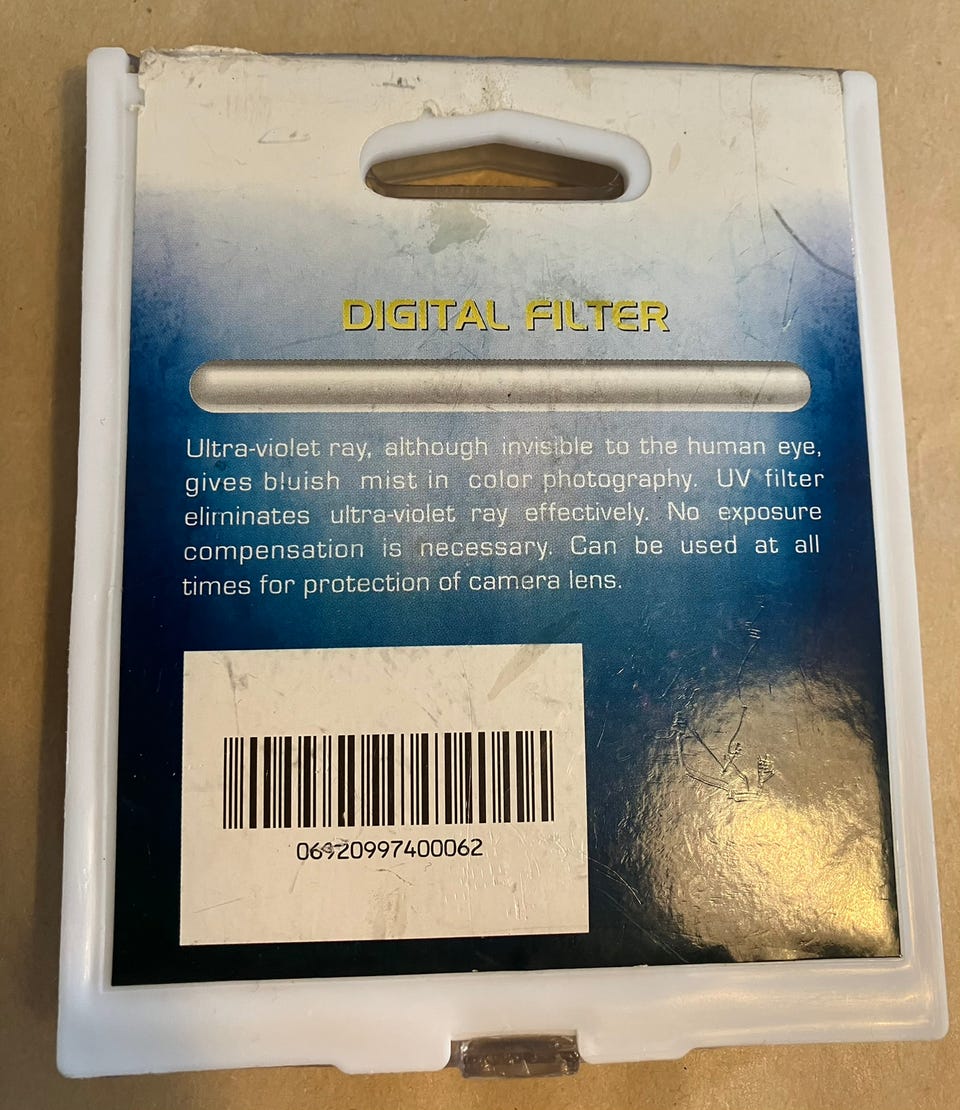 DIGITAL FILTER
Ultra-violet ray, although invisible to the human eye,
gives bluish mist in color photography. UV filter
eliminates ultra-violet ray effectively. No exposure
compensation is necessary. Can be used at all
times for protection of camera lens.
06920997400062